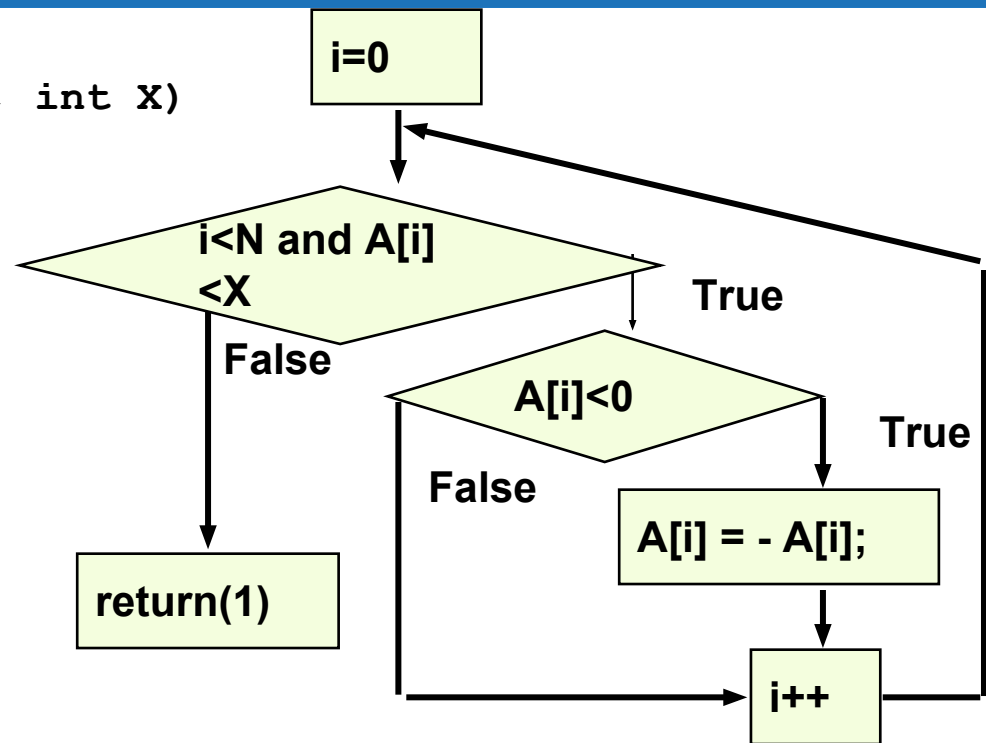 i=0
int X)
i<N and A[i]
<X
True
False
A[i]<0
True
False
A[i] = - A[i];
return(1)
i++